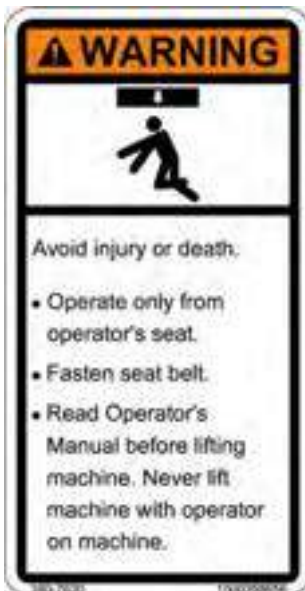 WARNING
Avoid injury or death.
• Operate only from
operator's seat.
• Fasten seat belt.
• Read Operator's
Manual before lifting
machine. Never lift
machine with operator
on machine.